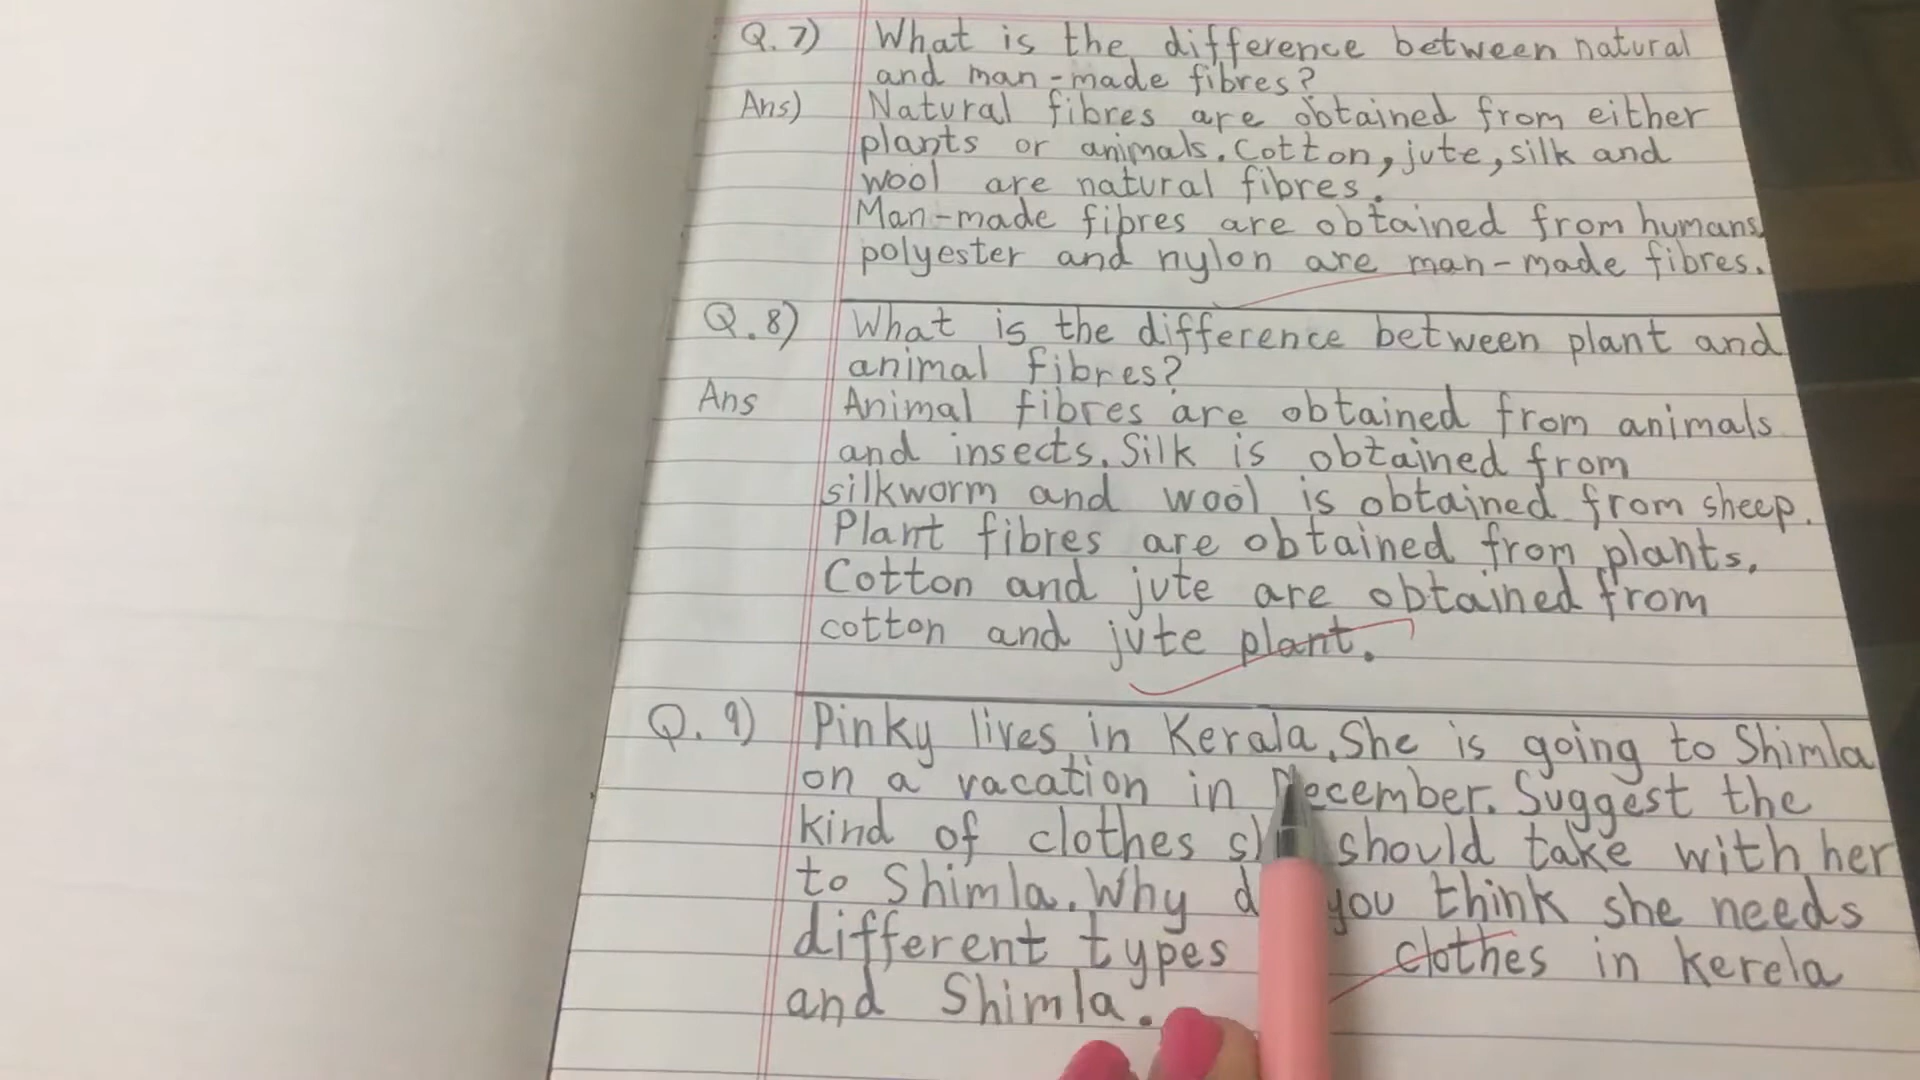 Q.7) What is the difference between natural
and man-made fibres?
Ans) Natural fibres are obtained from either
plants or animals. Cotton, jute, silk and
wool are natural fibres.
Man-made fibres are obtained from humans
polyester and nylon are man-made fibres.
Q.8) What is the difference between plant and
animal fibres?
Ans Animal fibres are obtained from animals
and insects. Silk is obtained from
silkworm and wool is obtained from sheep.
Plant fibres are obtained from plants.
Cotton and jute are obtained from
cotton and jute plant.
Q.9) Pinky lives in Kerala. She is going to Shimla
on a vacation in December. Suggest the
kind of clothes should take with her
to Shimla. Why you think she needs
different types clothes in kerela
and Shimla.